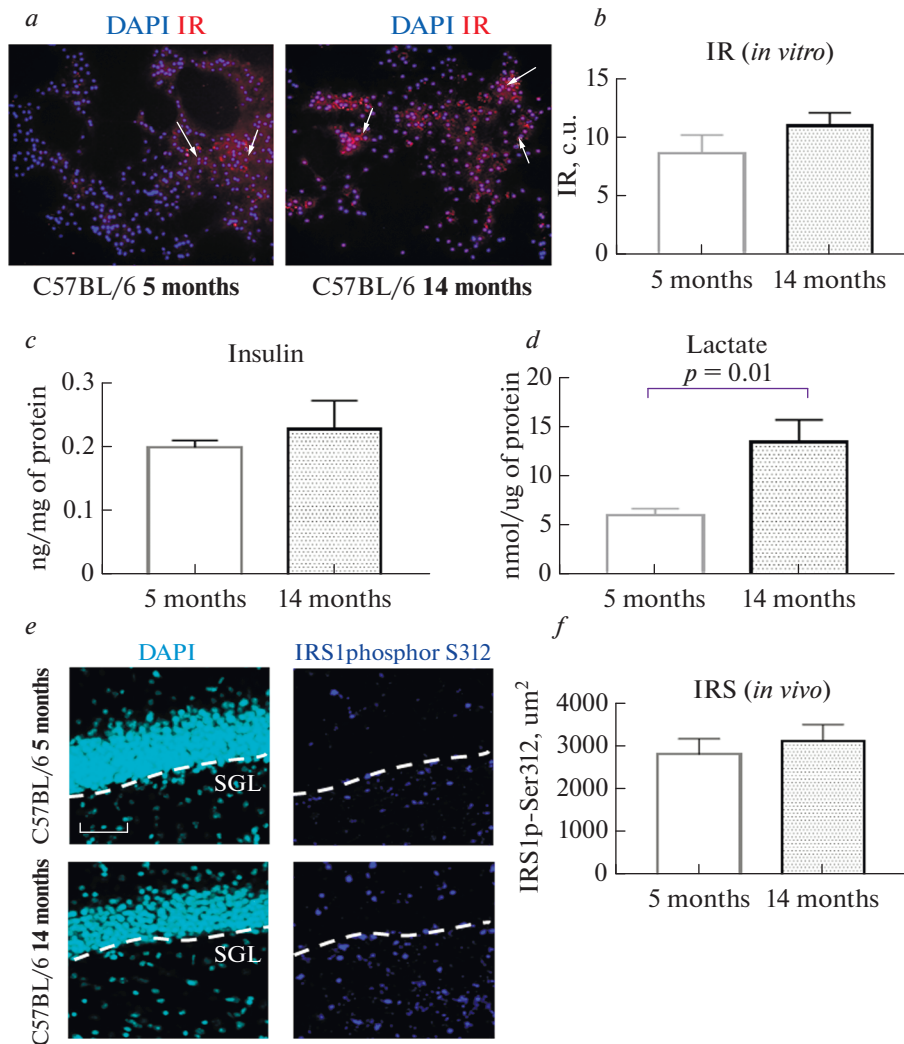 a
DAPI IR
DAPI IR
C57BL/6 5 months
C57BL/6 14 months
b
IR (in vitro)
IR, c.u.
15
10
5
0
5 months
14 months
c
Insulin
ng/mg of protein
0.3
0.2
0.1
0
5 months
14 months
d
Lactate
p = 0.01
nmol/ug of protein
20
15
10
5
0
5 months
14 months
e
DAPI
IRS1phosphor S312
C57BL/6 5 months
SGL
C57BL/6 14 months
SGL
f
IRS (in vivo)
IRS1p-Ser312, um²
4000
3000
2000
1000
0
5 months
14 months